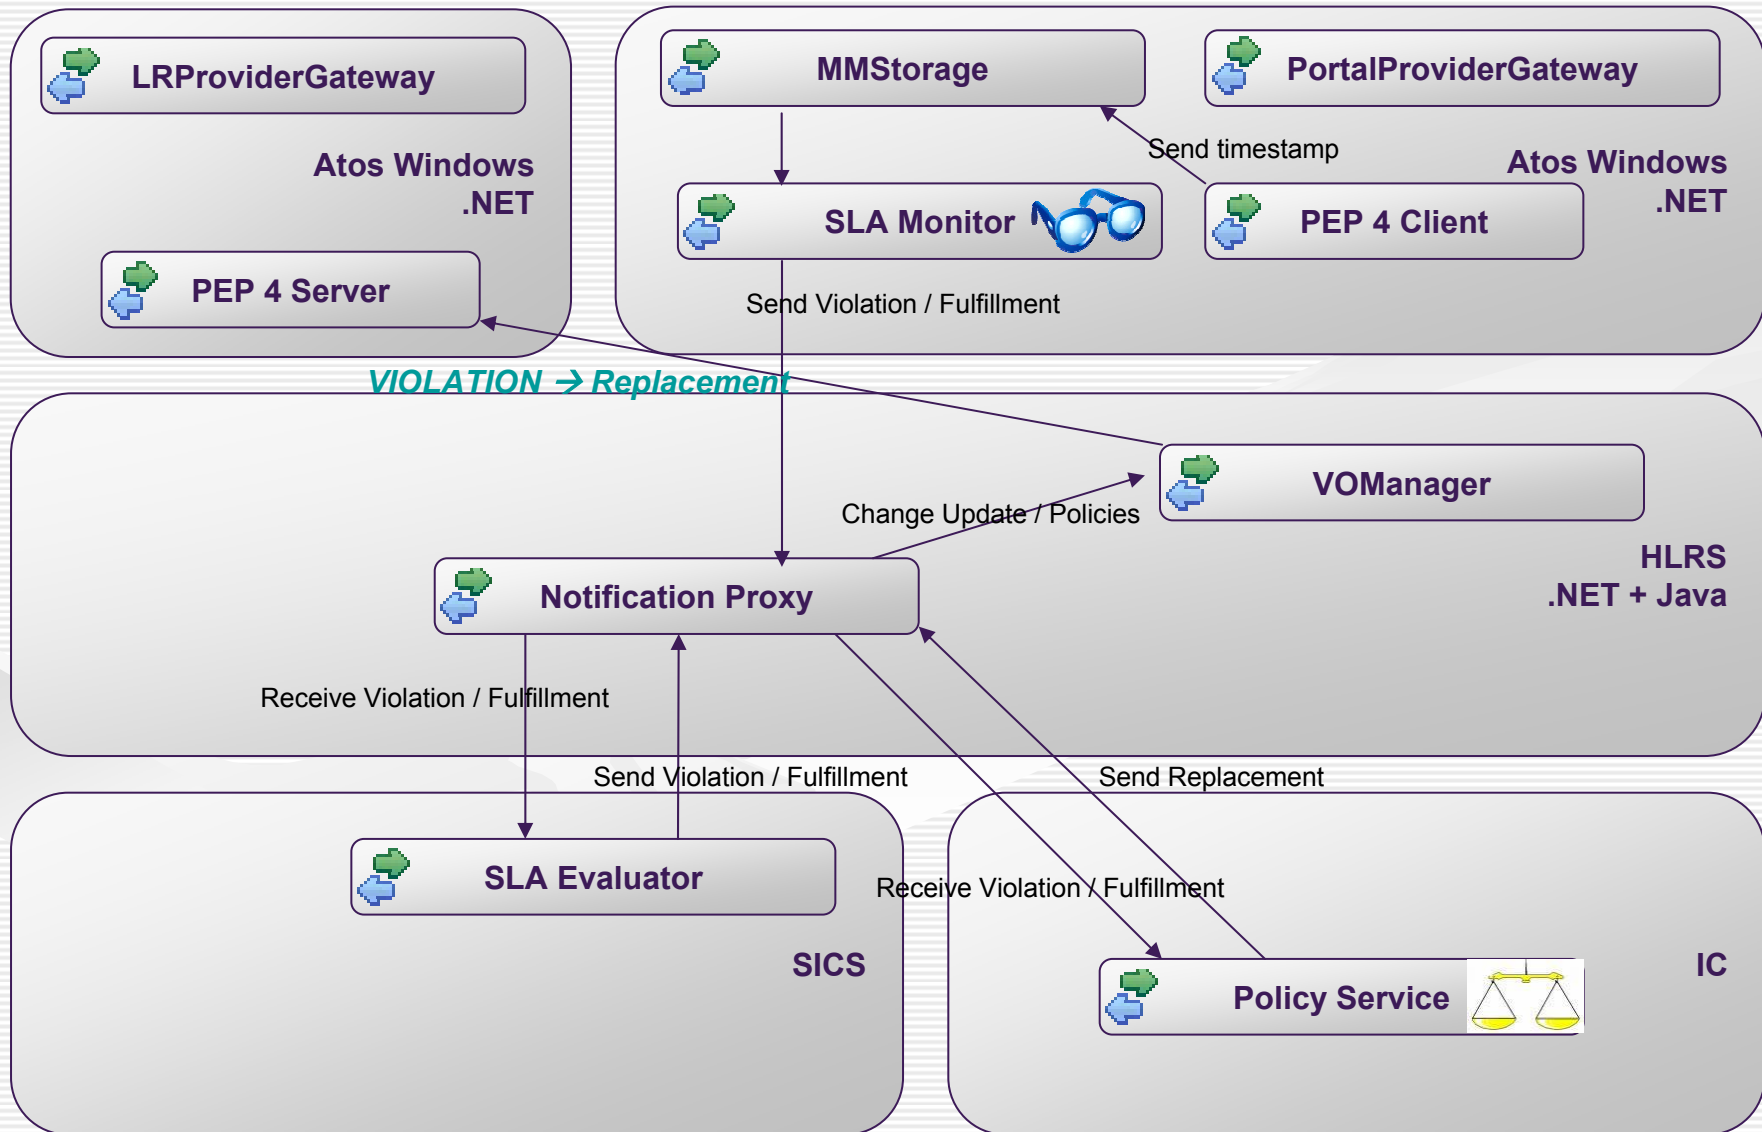 LRProviderGateway
Atos Windows
.NET
PEP 4 Server
MMStorage
PortalProviderGateway
Send timestamp
Atos Windows
.NET
SLA Monitor
PEP 4 Client
Send Violation / Fulfillment
VIOLATION → Replacement
VOManager
Change Update / Policies
HLRS
.NET + Java
Notification Proxy
Receive Violation / Fulfillment
Send Violation / Fulfillment
Send Replacement
SLA Evaluator
Receive Violation / Fulfillment
SICS
IC
Policy Service